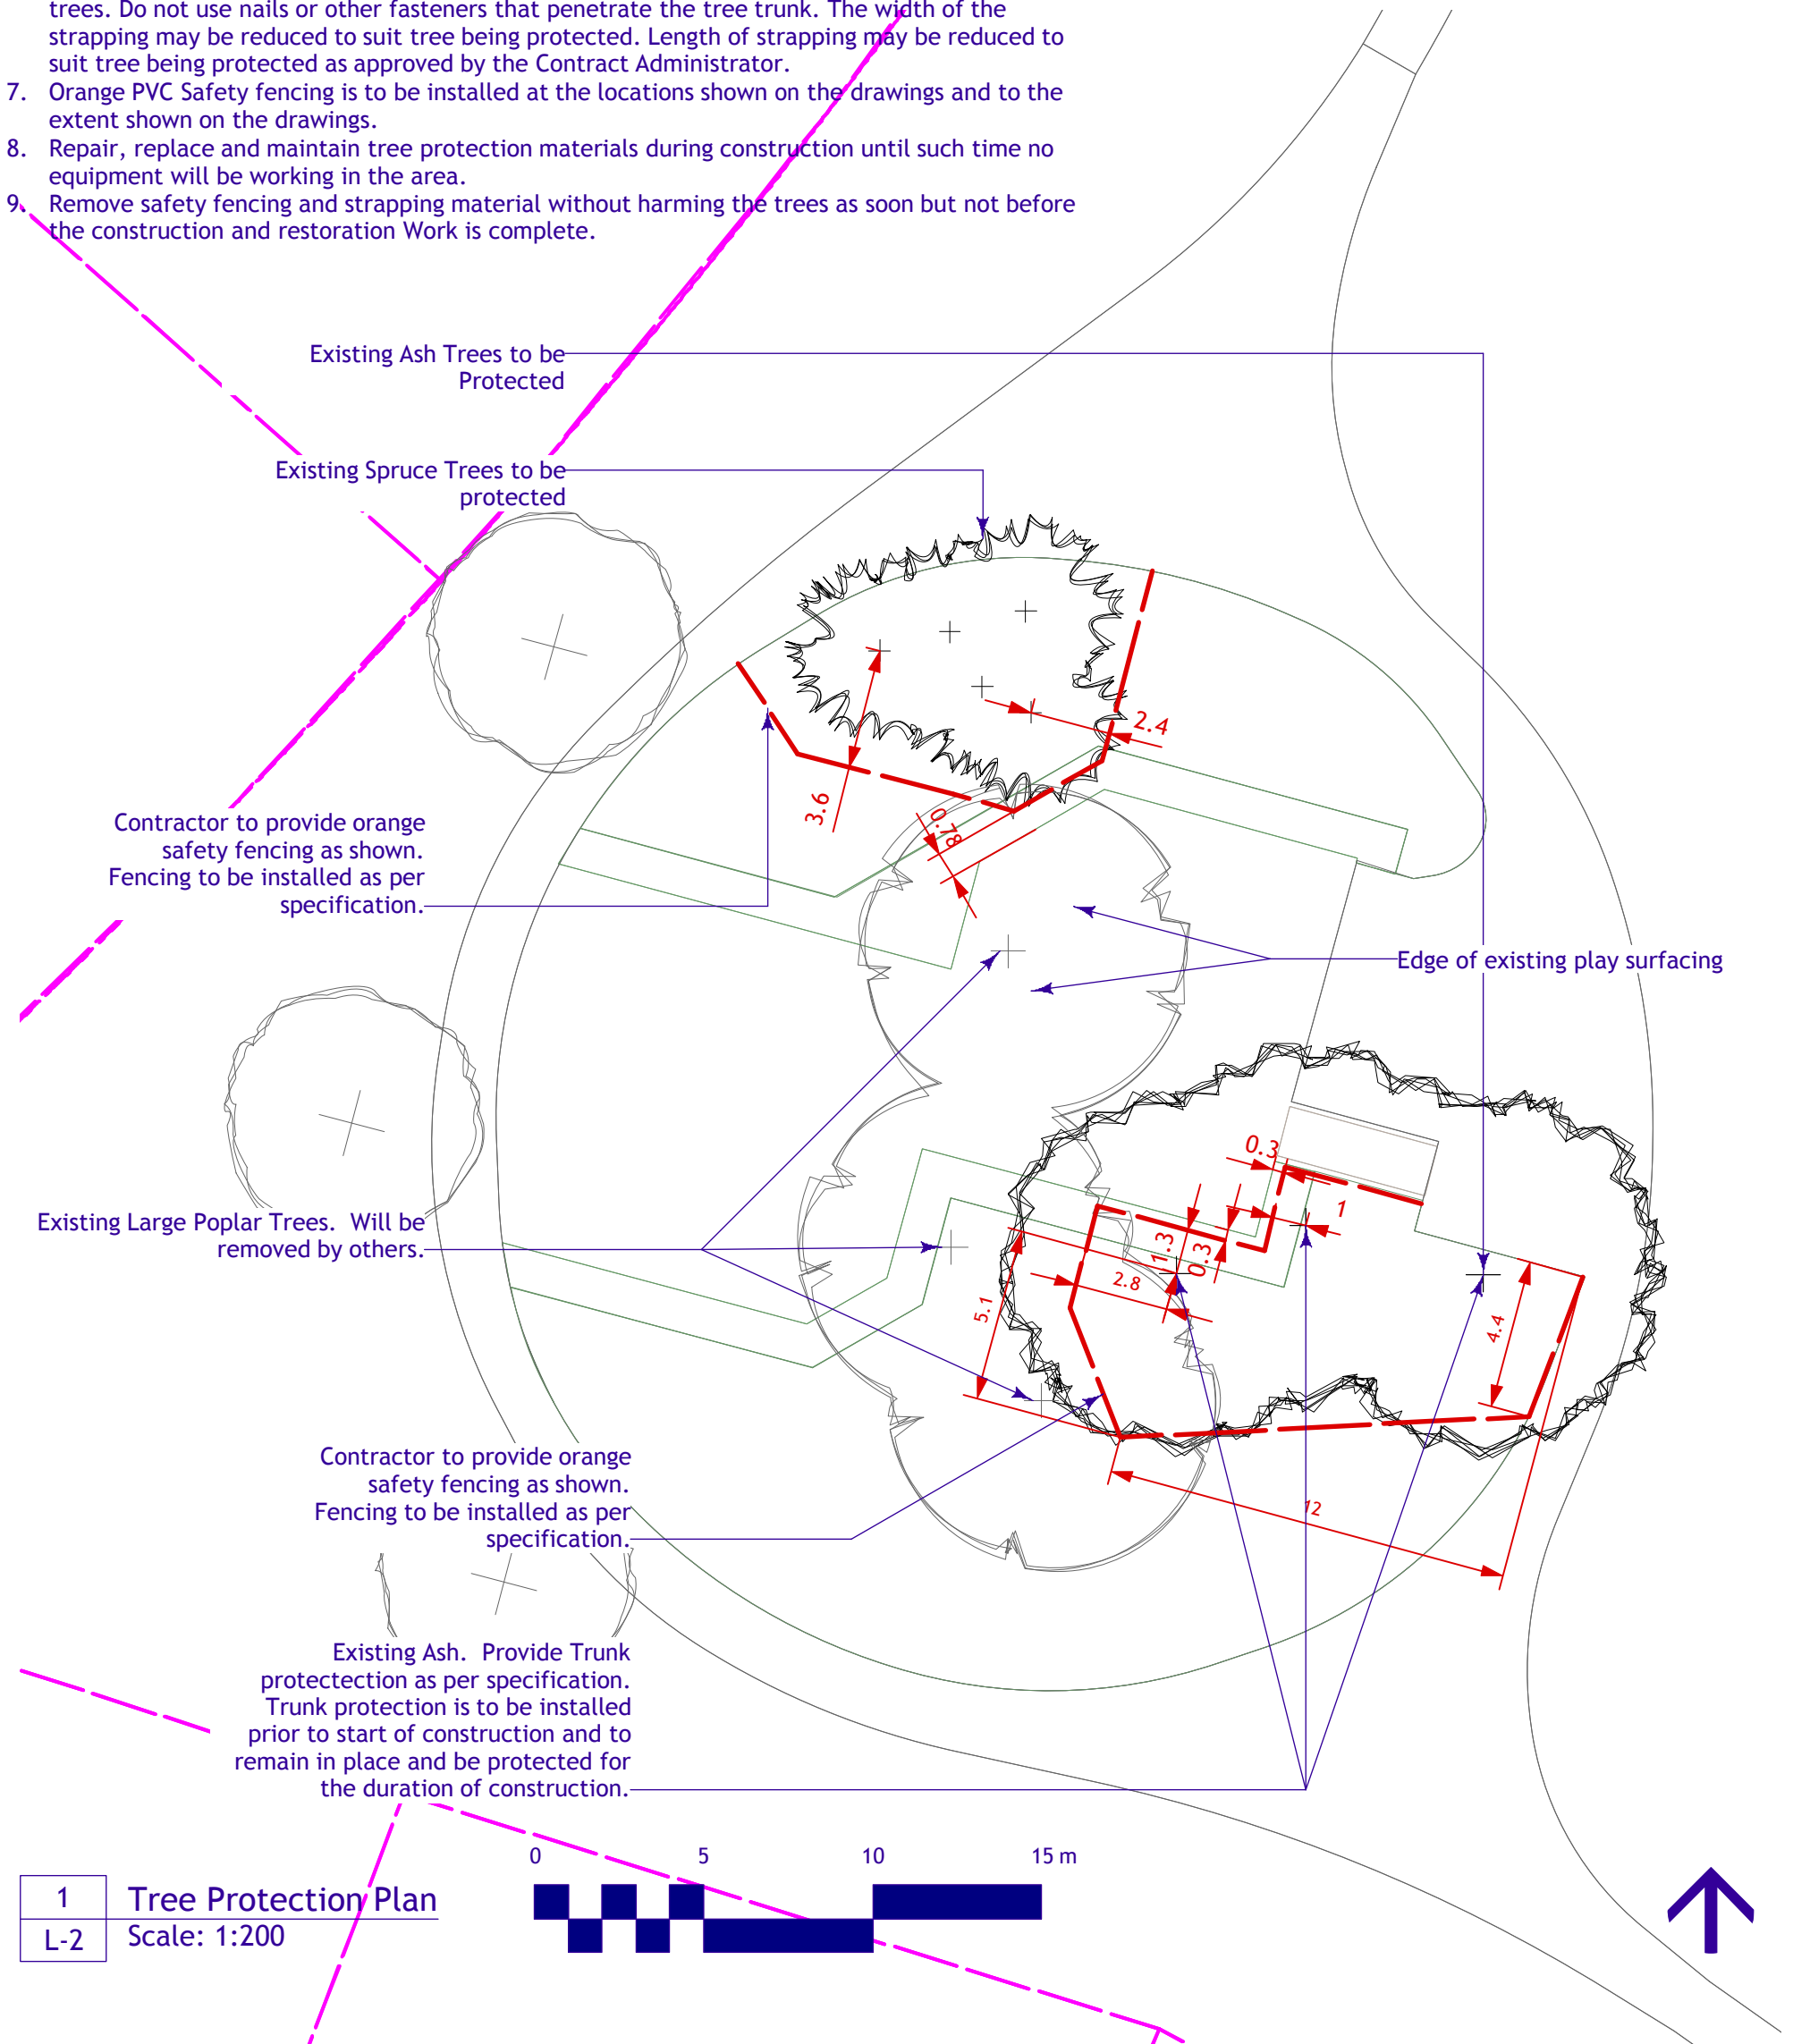 trees. Do not use nails or other fasteners that penetrate the tree trunk. The width of the
strapping may be reduced to suit tree being protected. Length of strapping may be reduced to
suit tree being protected as approved by the Contract Administrator.
7. Orange PVC Safety fencing is to be installed at the locations shown on the drawings and to the
extent shown on the drawings.
8. Repair, replace and maintain tree protection materials during construction until such time no
equipment will be working in the area.
9. Remove safety fencing and strapping material without harming the trees as soon but not before
the construction and restoration Work is complete.
Existing Ash Trees to be
Protected
Existing Spruce Trees to be
protected
2.4
3.6
0.78
Contractor to provide orange
safety fencing as shown.
Fencing to be installed as per
specification.
Edge of existing play surfacing
0.3
1
1.3
0.3
2.8
5.1
4.4
Existing Large Poplar Trees. Will be
removed by others.
12
Contractor to provide orange
safety fencing as shown.
Fencing to be installed as per
specification.
Existing Ash. Provide Trunk
protectection as per specification.
Trunk protection is to be installed
prior to start of construction and to
remain in place and be protected for
the duration of construction.
0 5 10 15 m
1 Tree Protection Plan
L-2 Scale: 1:200